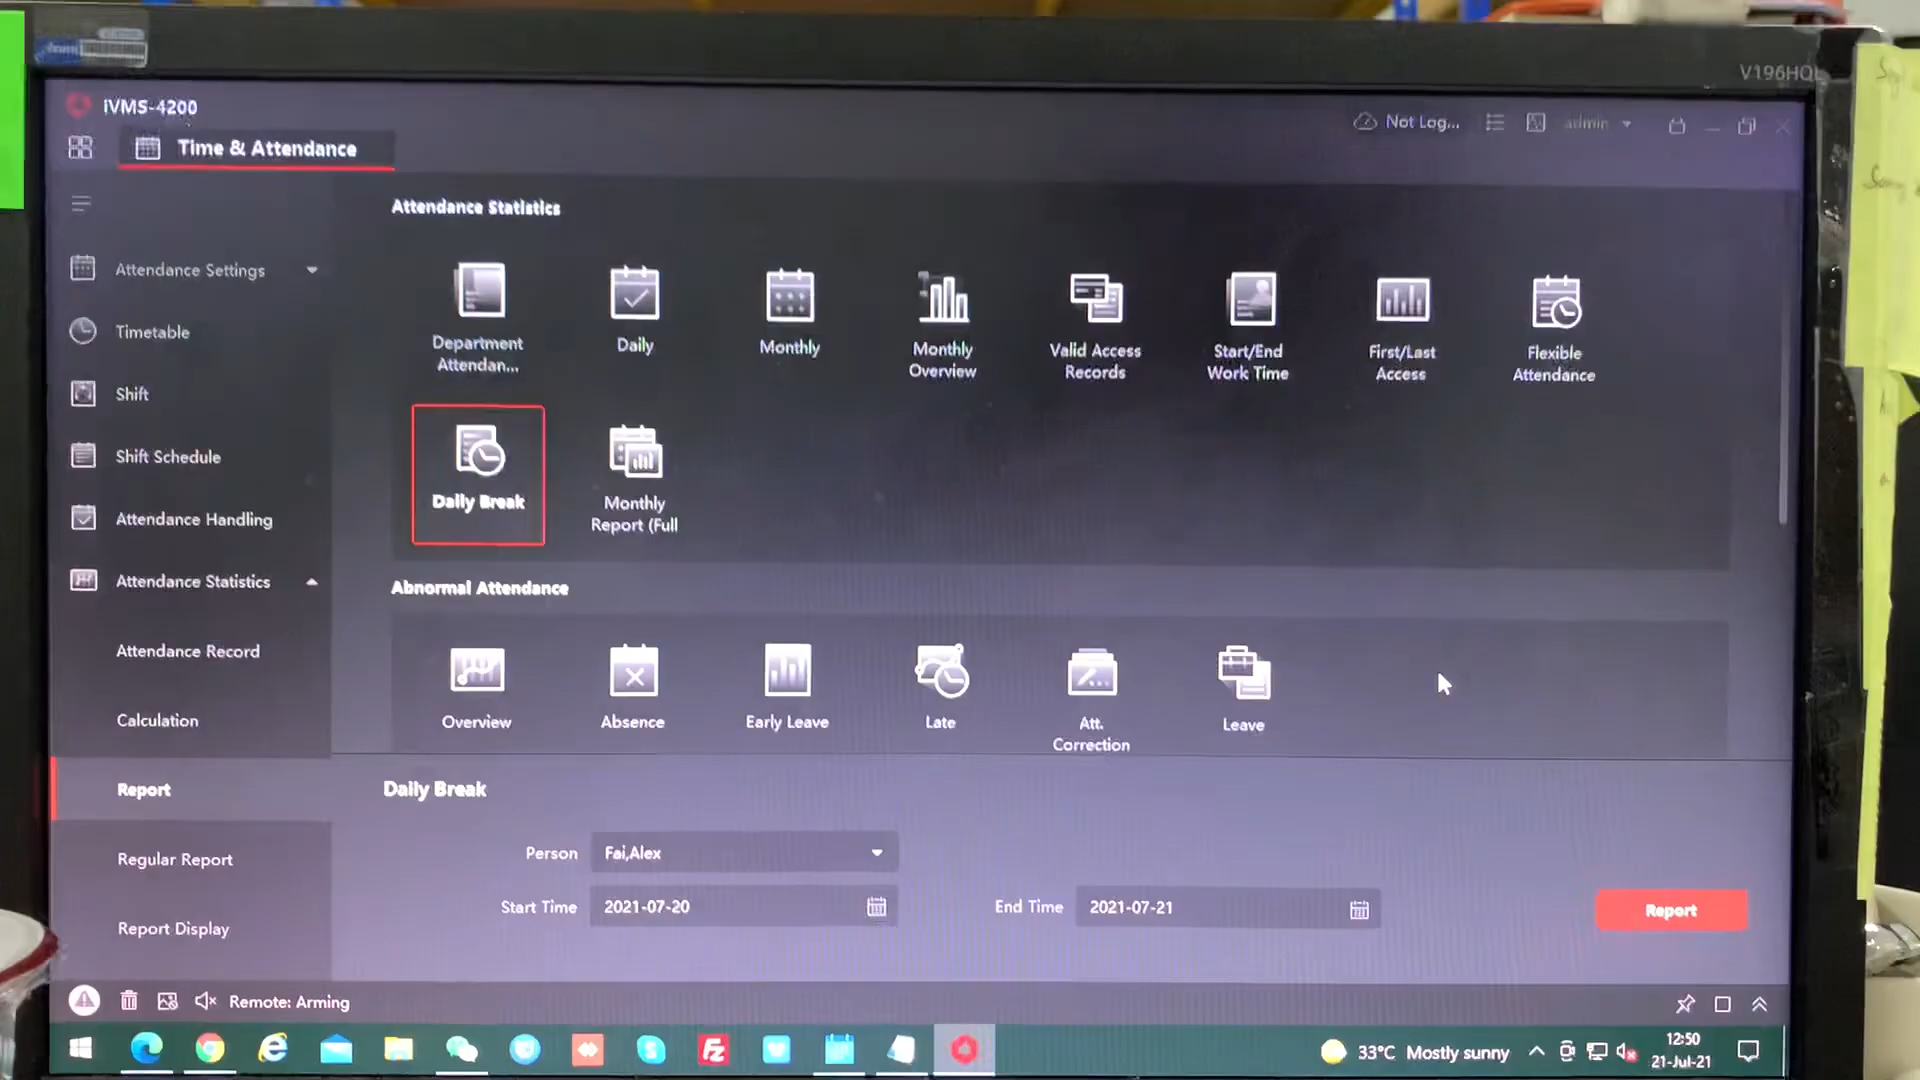 V196HQL
iVMS-4200
Not Log...
admin
Time & Attendance
Attendance Settings
Timetable
Shift
Shift Schedule
Attendance Handling
Attendance Statistics
Attendance Record
Calculation
Report
Regular Report
Report Display
Attendance Statistics
Department
Attendan...
Daily
Monthly
Monthly
Overview
Valid Access
Records
Start/End
Work Time
First/Last
Access
Flexible
Attendance
Daily Break
Monthly
Report (Full
Abnormal Attendance
Overview
Absence
Early Leave
Late
Att.
Correction
Leave
Daily Break
Person
Fai,Alex
Start Time
2021-07-20
End Time
2021-07-21
Report
Remote: Arming
33°C Mostly sunny
12:50
21-Jul-21